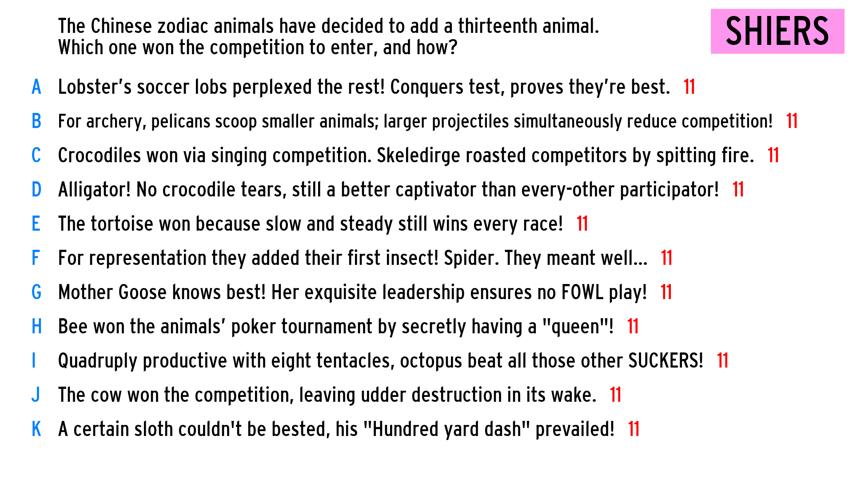 The Chinese zodiac animals have decided to add a thirteenth animal.
Which one won the competition to enter, and how?
SHIERS
A Lobster's soccer lobs perplexed the rest! Conquers test, proves they're best. 11
B For archery, pelicans scoop smaller animals; larger projectiles simultaneously reduce competition! 11
C Crocodiles won via singing competition. Skeledirge roasted competitors by spitting fire. 11
D Alligator! No crocodile tears, still a better captivator than every-other participator! 11
E The tortoise won because slow and steady still wins every race! 11
F For representation they added their first insect! Spider. They meant well... 11
G Mother Goose knows best! Her exquisite leadership ensures no FOWL play! 11
H Bee won the animals' poker tournament by secretly having a "queen"! 11
I Quadruply productive with eight tentacles, octopus beat all those other SUCKERS! 11
J The cow won the competition, leaving udder destruction in its wake. 11
K A certain sloth couldn't be bested, his "Hundred yard dash" prevailed! 11